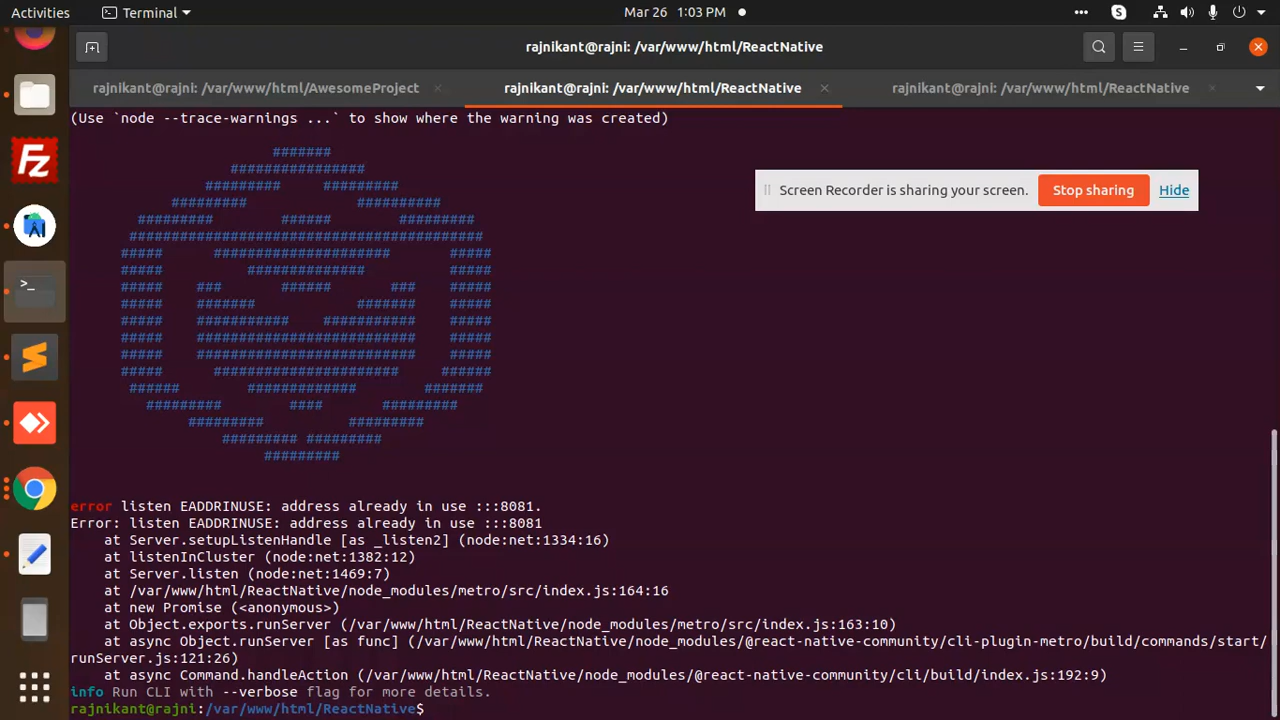 Activities
Terminal
Mar 26 1:03 PM
rajnikant@rajni: /var/www/html/ReactNative
rajnikant@rajni: /var/www/html/AwesomeProject
rajnikant@rajni: /var/www/html/ReactNative
rajnikant@rajni: /var/www/html/ReactNative
(Use `node --trace-warnings ...` to show where the warning was created)
Screen Recorder is sharing your screen.
Stop sharing
Hide
error listen EADDRINUSE: address already in use :::8081.
Error: listen EADDRINUSE: address already in use :::8081
at Server.setupListenHandle [as _listen2] (node:net:1334:16)
at listenInCluster (node:net:1382:12)
at Server.listen (node:net:1469:7)
at /var/www/html/ReactNative/node_modules/metro/src/index.js:164:16
at new Promise (<anonymous>)
at Object.exports.runServer (/var/www/html/ReactNative/node_modules/metro/src/index.js:163:10)
at async Object.runServer [as func] (/var/www/html/ReactNative/node_modules/@react-native-community/cli-plugin-metro/build/commands/start/
runServer.js:121:26)
at async Command.handleAction (/var/www/html/ReactNative/node_modules/@react-native-community/cli/build/index.js:192:9)
info Run CLI with --verbose flag for more details.
rajnikant@rajni:/var/www/html/ReactNative$